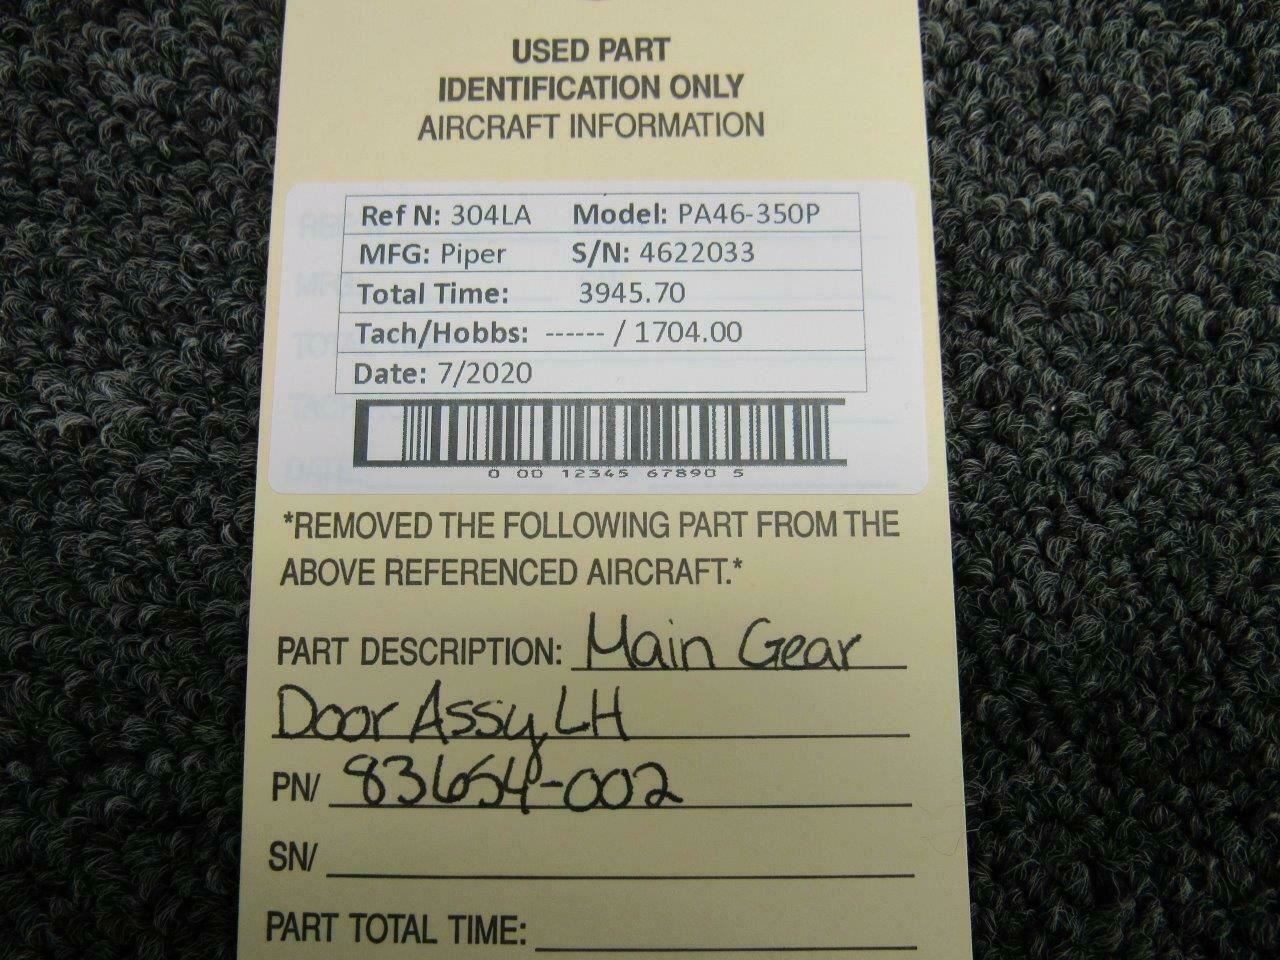 USED PART
IDENTIFICATION ONLY
AIRCRAFT INFORMATION
Ref N: 304LA Model: PA46-350P
MFG: Piper S/N: 4622033
Total Time: 3945.70
Tach/Hobbs: ------ / 1704.00
Date: 7/2020
0 00 12345 67890 5
*REMOVED THE FOLLOWING PART FROM THE
ABOVE REFERENCED AIRCRAFT.*
PART DESCRIPTION: Main Gear
Door Assy, LH
PN/ 83654-002
SN/
PART TOTAL TIME: